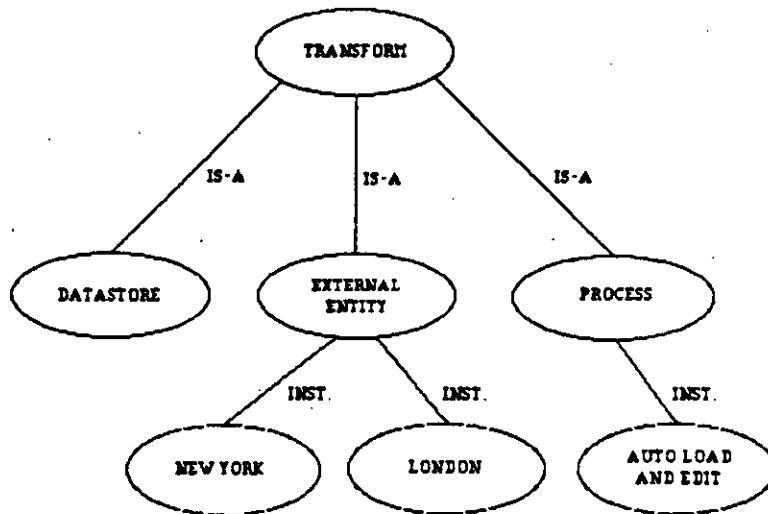 TRANSFORM
IS-A
IS-A
IS-A
DATASTORE
EXTERNAL
ENTITY
PROCESS
INST.
INST.
INST.
NEW YORK
LONDON
AUTO LOAD
AND EDIT